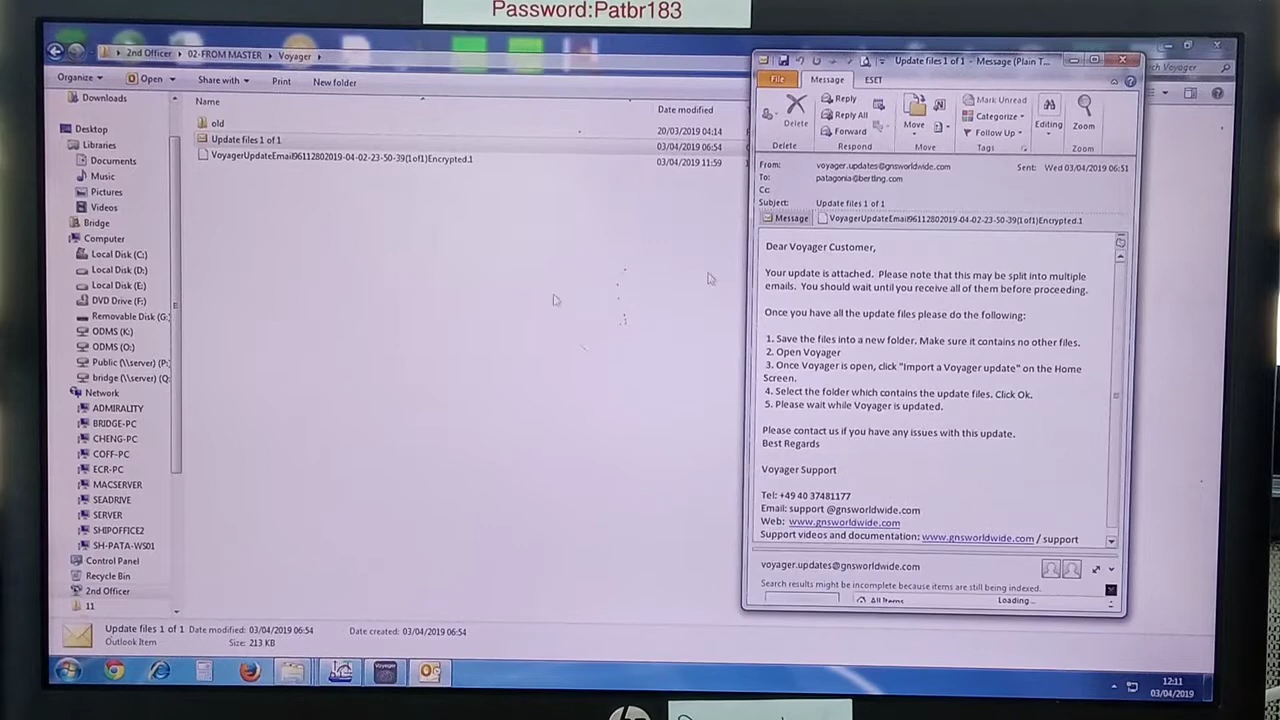 Password:Patbr183
2nd Officer ▸ 02-FROM MASTER ▸ Voyager ▸
Organize ▾ Open ▾ Share with ▾ Print New folder
Downloads
Desktop
Libraries
Documents
Music
Pictures
Videos
Bridge
Computer
Local Disk (C:)
Local Disk (D:)
Local Disk (E:)
DVD Drive (F:)
Removable Disk (G:
ODMS (K:)
ODMS (O:)
Public (\\server) (P:
bridge (\\server) (Q:
Network
ADMIRALITY
BRIDGE-PC
CHENG-PC
COFF-PC
ECR-PC
MACSERVER
SEADRIVE
SERVER
SHIPOFFICE2
SH-PATA-WS01
Control Panel
Recycle Bin
2nd Officer
11
Name Date modified
old 20/03/2019 04:14
Update files 1 of 1 03/04/2019 06:54
VoyagerUpdateEmail96112802019-04-02-23-50-39(1of1)Encrypted.1 03/04/2019 11:59
ch Voyager
Update files 1 of 1 - Message (Plain T...
File Message ESET
Delete
Reply
Reply All
Forward
Move
Mark Unread
Categorize ▾
Follow Up ▾
Editing
Zoom
Delete Respond Move Tags Zoom
From: voyager.updates@gnsworldwide.com Sent: Wed 03/04/2019 06:51
To: patagonia@bertling.com
Cc
Subject: Update files 1 of 1
Message VoyagerUpdateEmail96112802019-04-02-23-50-39(1of1)Encrypted.1
Dear Voyager Customer,
Your update is attached. Please note that this may be split into multiple
emails. You should wait until you receive all of them before proceeding.
Once you have all the update files please do the following:
1. Save the files into a new folder. Make sure it contains no other files.
2. Open Voyager
3. Once Voyager is open, click "Import a Voyager update" on the Home
Screen.
4. Select the folder which contains the update files. Click Ok.
5. Please wait while Voyager is updated.
Please contact us if you have any issues with this update.
Best Regards
Voyager Support
Tel: +49 40 37481177
Email: support @gnsworldwide.com
Web: www.gnsworldwide.com
Support videos and documentation: www.gnsworldwide.com / support
voyager.updates@gnsworldwide.com
Search results might be incomplete because items are still being indexed.
All Items Loading...
Update files 1 of 1 Date modified: 03/04/2019 06:54 Date created: 03/04/2019 06:54
Outlook Item Size: 213 KB
Voyager
12:11
03/04/2019
hp